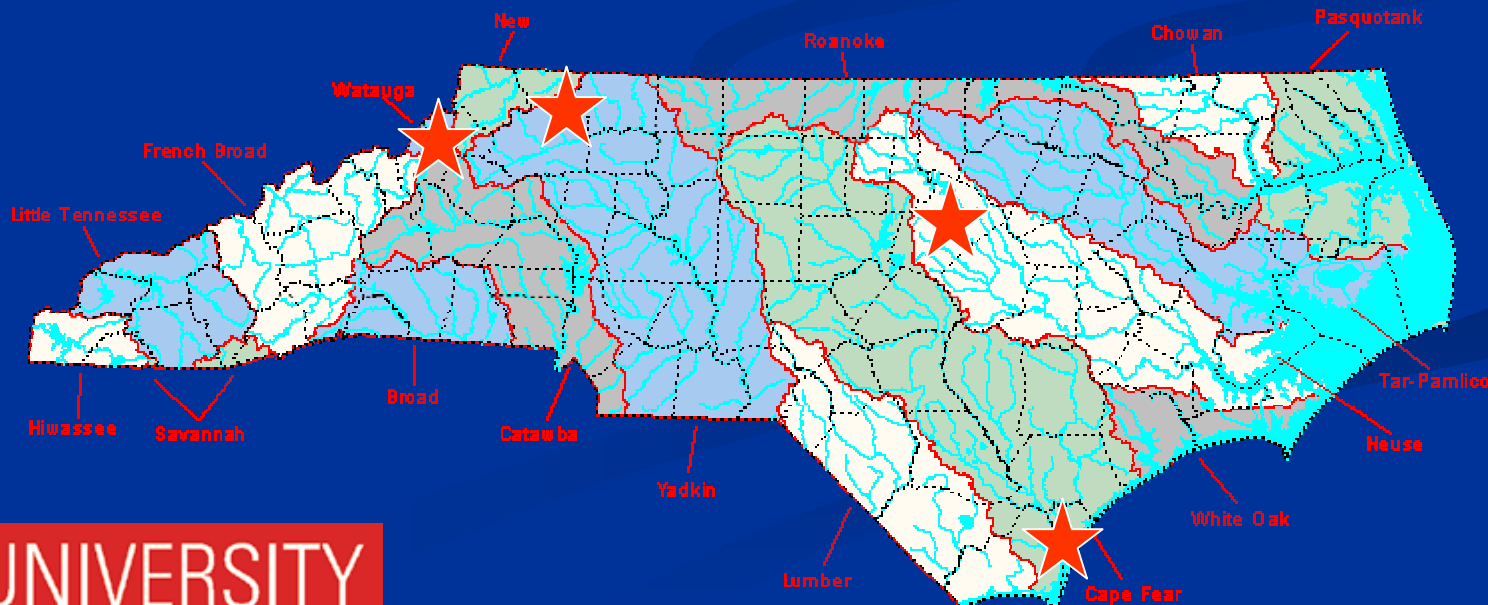 New
Pasquotank
Chowan
Roanoke
Watauga
French Broad
Little Tennessee
Tar-Pamlico
Broad
Hiwassee
Savannah
Catawba
Neuse
Yadkin
White Oak
Lumber
Cape Fear
UNIVERSITY